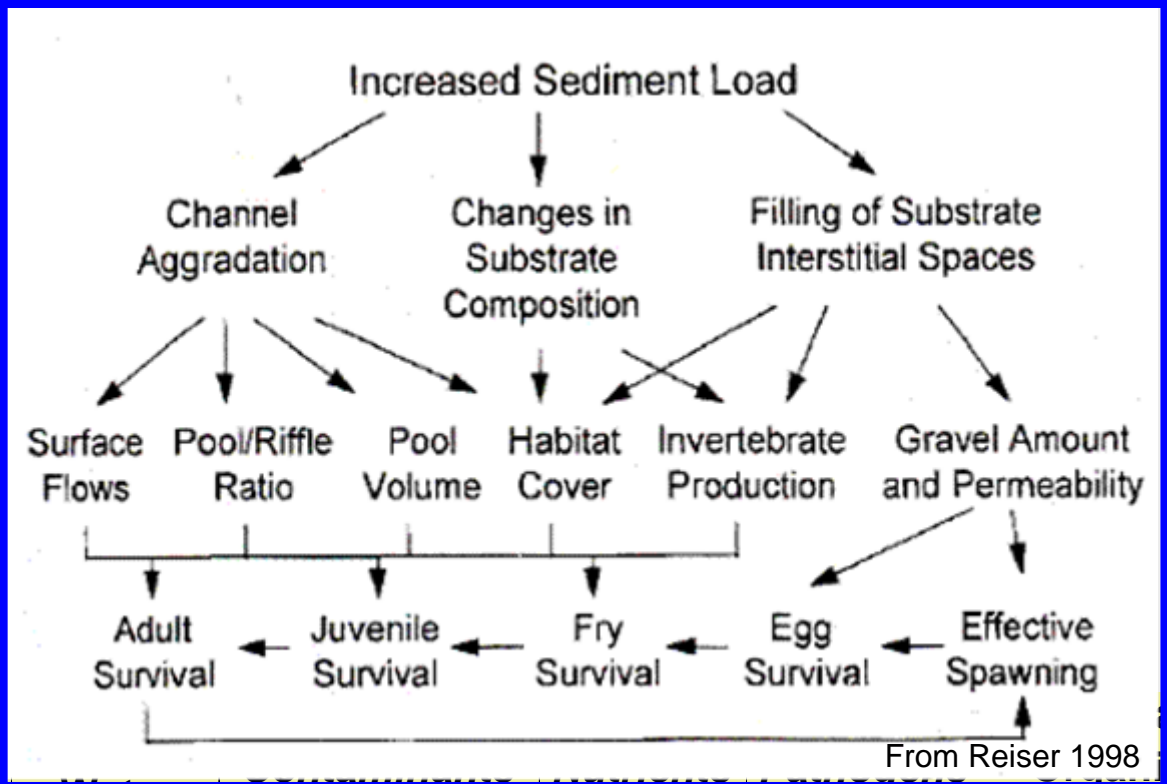 Increased Sediment Load
Channel
Aggradation
Changes in
Substrate
Composition
Filling of Substrate
Interstitial Spaces
Surface
Flows
Pool/Riffle
Ratio
Pool
Volume
Habitat
Cover
Invertebrate
Production
Gravel Amount
and Permeability
Adult
Survival
Juvenile
Survival
Fry
Survival
Egg
Survival
Effective
Spawning
From Reiser 1998